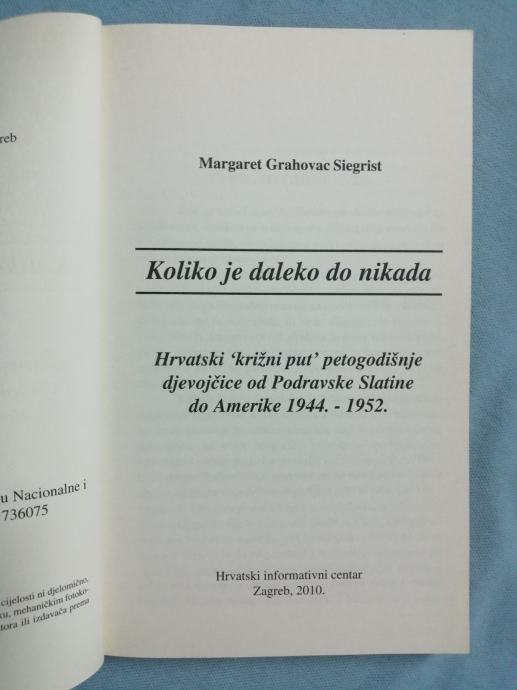 reb
u Nacionalne i
736075
cijelosti ni djelomično,
ku, mehaničkim fotoko-
tora ili izdavača prema
Margaret Grahovac Siegrist
Koliko je daleko do nikada
Hrvatski ‘križni put’ petogodišnje
djevojčice od Podravske Slatine
do Amerike 1944. - 1952.
Hrvatski informativni centar
Zagreb, 2010.